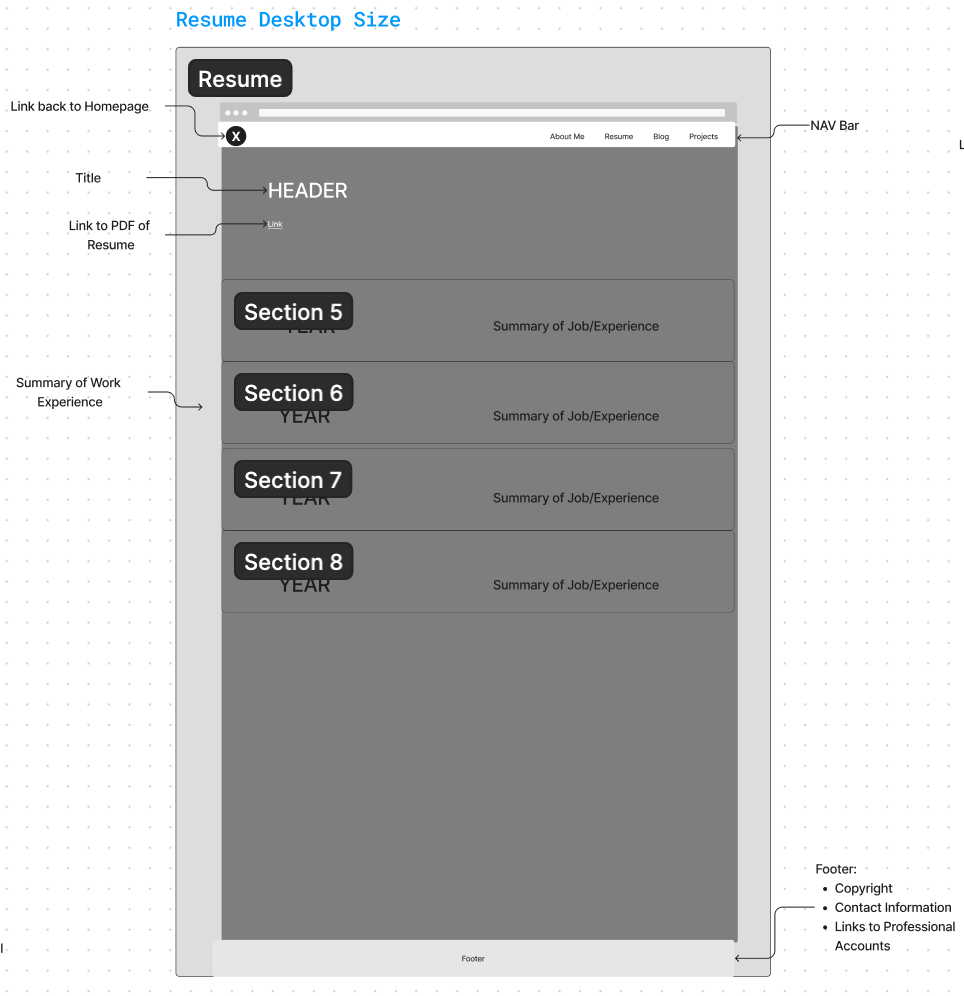 Resume Desktop Size
Resume
Link back to Homepage
X
About Me Resume Blog Projects
NAV Bar
Title
HEADER
Link to PDF of
Resume
Link
Section 5
YEAR
Summary of Job/Experience
Summary of Work
Experience
Section 6
YEAR
Summary of Job/Experience
Section 7
YEAR
Summary of Job/Experience
Section 8
YEAR
Summary of Job/Experience
Footer:
• Copyright
• Contact Information
• Links to Professional
Accounts
Footer